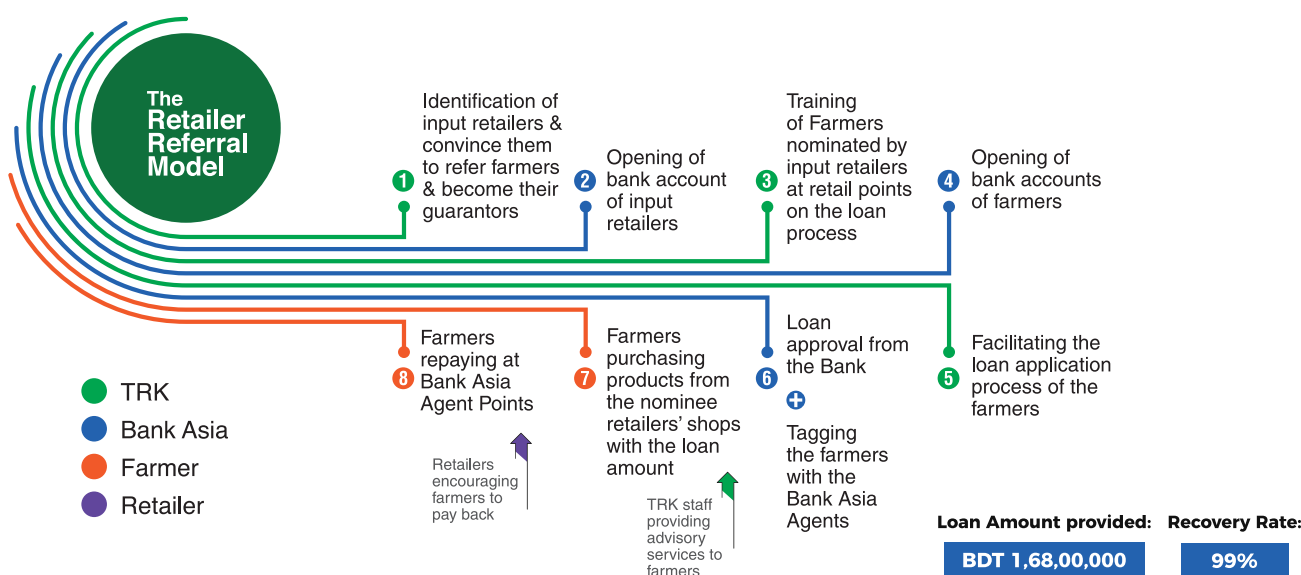 The
Retailer
Referral
Model
1
Identification of
input retailers &
convince them
to refer farmers
& become their
guarantors
2
Opening of
bank account
of input
retailers
3
Training
of Farmers
nominated by
input retailers
at retail points
on the loan
process
4
Opening of
bank accounts
of farmers
8
Farmers
repaying at
Bank Asia
Agent Points
7
Farmers
purchasing
products from
the nominee
retailers' shops
with the loan
amount
6
Loan
approval from
the Bank
+
Tagging
the farmers
with the
Bank Asia
Agents
5
Facilitating the
loan application
process of the
farmers
TRK
Bank Asia
Farmer
Retailer
Retailers
encouraging
farmers to
pay back
TRK staff
providing
advisory
services to
farmers
Loan Amount provided:
BDT 1,68,00,000
Recovery Rate:
99%